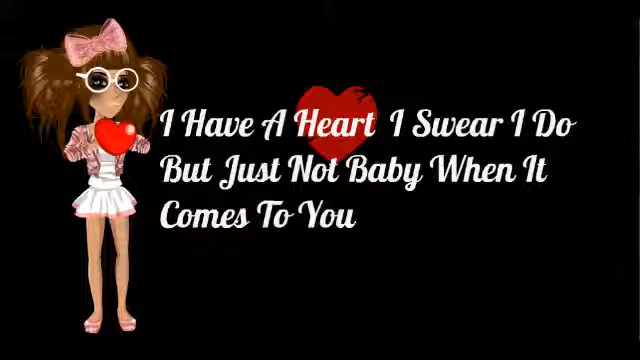 I Have A Heart I Swear I Do
But Just Not Baby When It
Comes To You